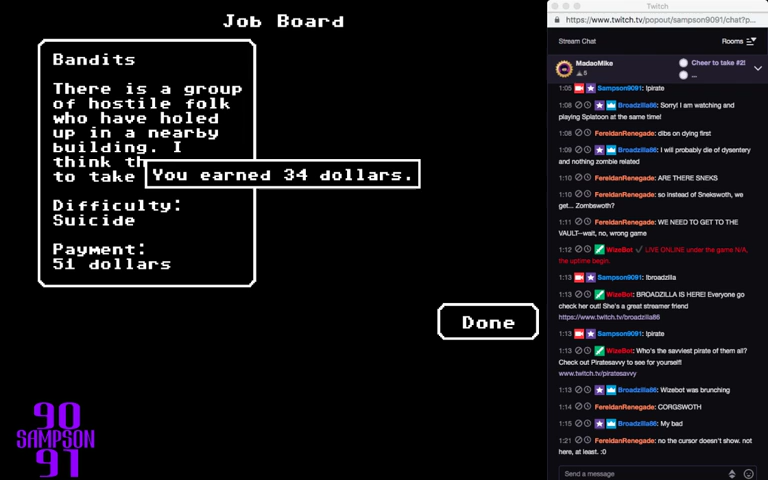 Job Board
Bandits
There is a group
of hostile folk
who have holed
up in a nearby
building. I
think th
to take
You earned 34 dollars.
Difficulty:
Suicide
Payment:
51 dollars
Done
90
SAMPSON
91
Twitch
https://www.twitch.tv/popout/sampson9091/chat?p...
Stream Chat
Rooms
MadaoMike
6
Cheer to take #2!
...
1:05 Sampson9091: !pirate
1:08 Broadzilla86: Sorry! I am watching and
playing Splatoon at the same time!
1:08 FereldanRenegade: dibs on dying first
1:09 Broadzilla86: I will probably die of dysentery
and nothing zombie related
1:10 FereldanRenegade: ARE THERE SNEKS
1:10 FereldanRenegade: so instead of Snekswoth, we
get... Zombswoth?
1:11 FereldanRenegade: WE NEED TO GET TO THE
VAULT--wait, no, wrong game
1:12 WizeBot: LIVE ONLINE under the game N/A,
the uptime begin.
1:13 Sampson9091: !broadzilla
1:13 WizeBot: BROADZILLA IS HERE! Everyone go
check her out! She's a great streamer friend
https://www.twitch.tv/broadzilla86
1:13 Sampson9091: !pirate
1:13 WizeBot: Who's the savviest pirate of them all?
Check out Piratesavvy to see for yourself!
www.twitch.tv/piratesavvy
1:13 Broadzilla86: Wizebot was brunching
1:14 FereldanRenegade: CORGSWOTH
1:15 Broadzilla86: My bad
1:21 FereldanRenegade: no the cursor doesn't show. not
here, at least. :0
Send a message